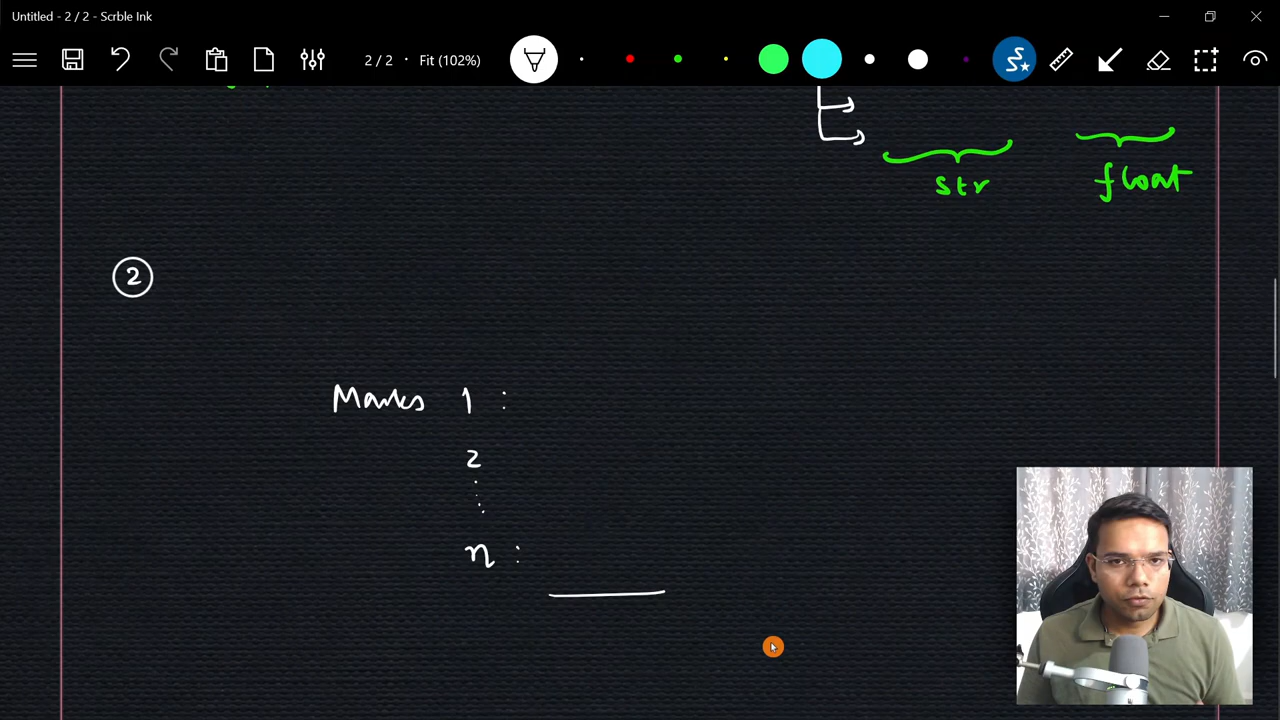 Untitled - 2 / 2 - Scrble Ink
2 / 2 · Fit (102%)
str float
2
Marks 1 :
2
n :